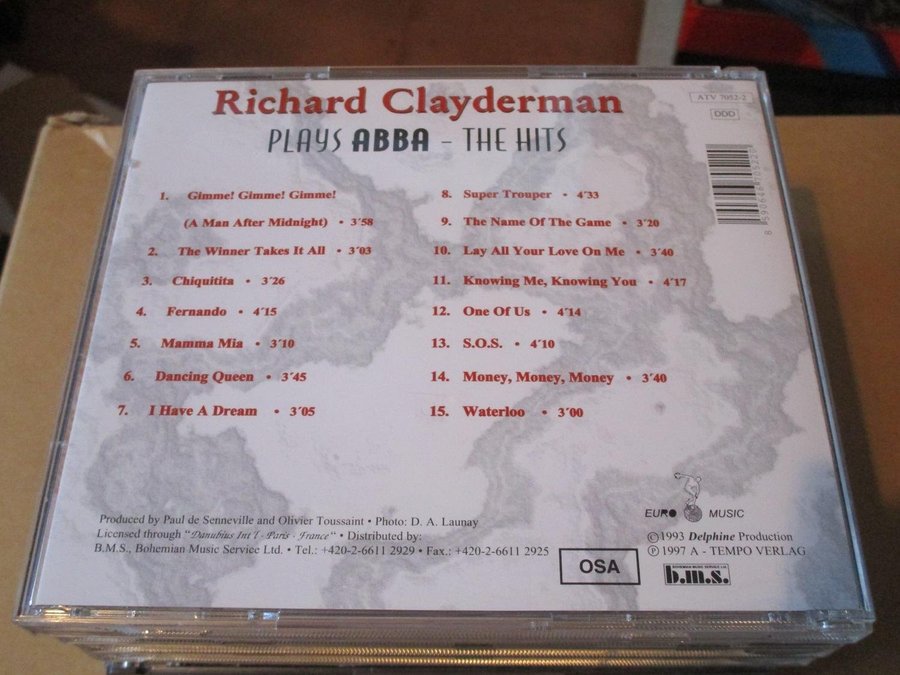 Richard Clayderman
PLAYS ABBA - THE HITS
ATV 7052-2
DDD
1. Gimme! Gimme! Gimme!
(A Man After Midnight) • 3´58
2. The Winner Takes It All • 3´03
3. Chiquitita • 3´26
4. Fernando • 4´15
5. Mamma Mia • 3´10
6. Dancing Queen • 3´45
7. I Have A Dream • 3´05
8. Super Trouper • 4´33
9. The Name Of The Game • 3´20
10. Lay All Your Love On Me • 3´40
11. Knowing Me, Knowing You • 4´17
12. One Of Us • 4´14
13. S.O.S. • 4´10
14. Money, Money, Money • 3´40
15. Waterloo • 3´00
Produced by Paul de Senneville and Olivier Toussaint • Photo: D. A. Launay
Licensed through "Danubius Int´l - Paris - France" • Distributed by:
B.M.S., Bohemian Music Service Ltd. • Tel.: +420-2-6611 2929 • Fax.: +420-2-6611 2925
OSA
EURO MUSIC
©1993 Delphine Production
℗1997 A - TEMPO VERLAG
BOHEMIAN MUSIC SERVICE Ltd.
b.m.s.